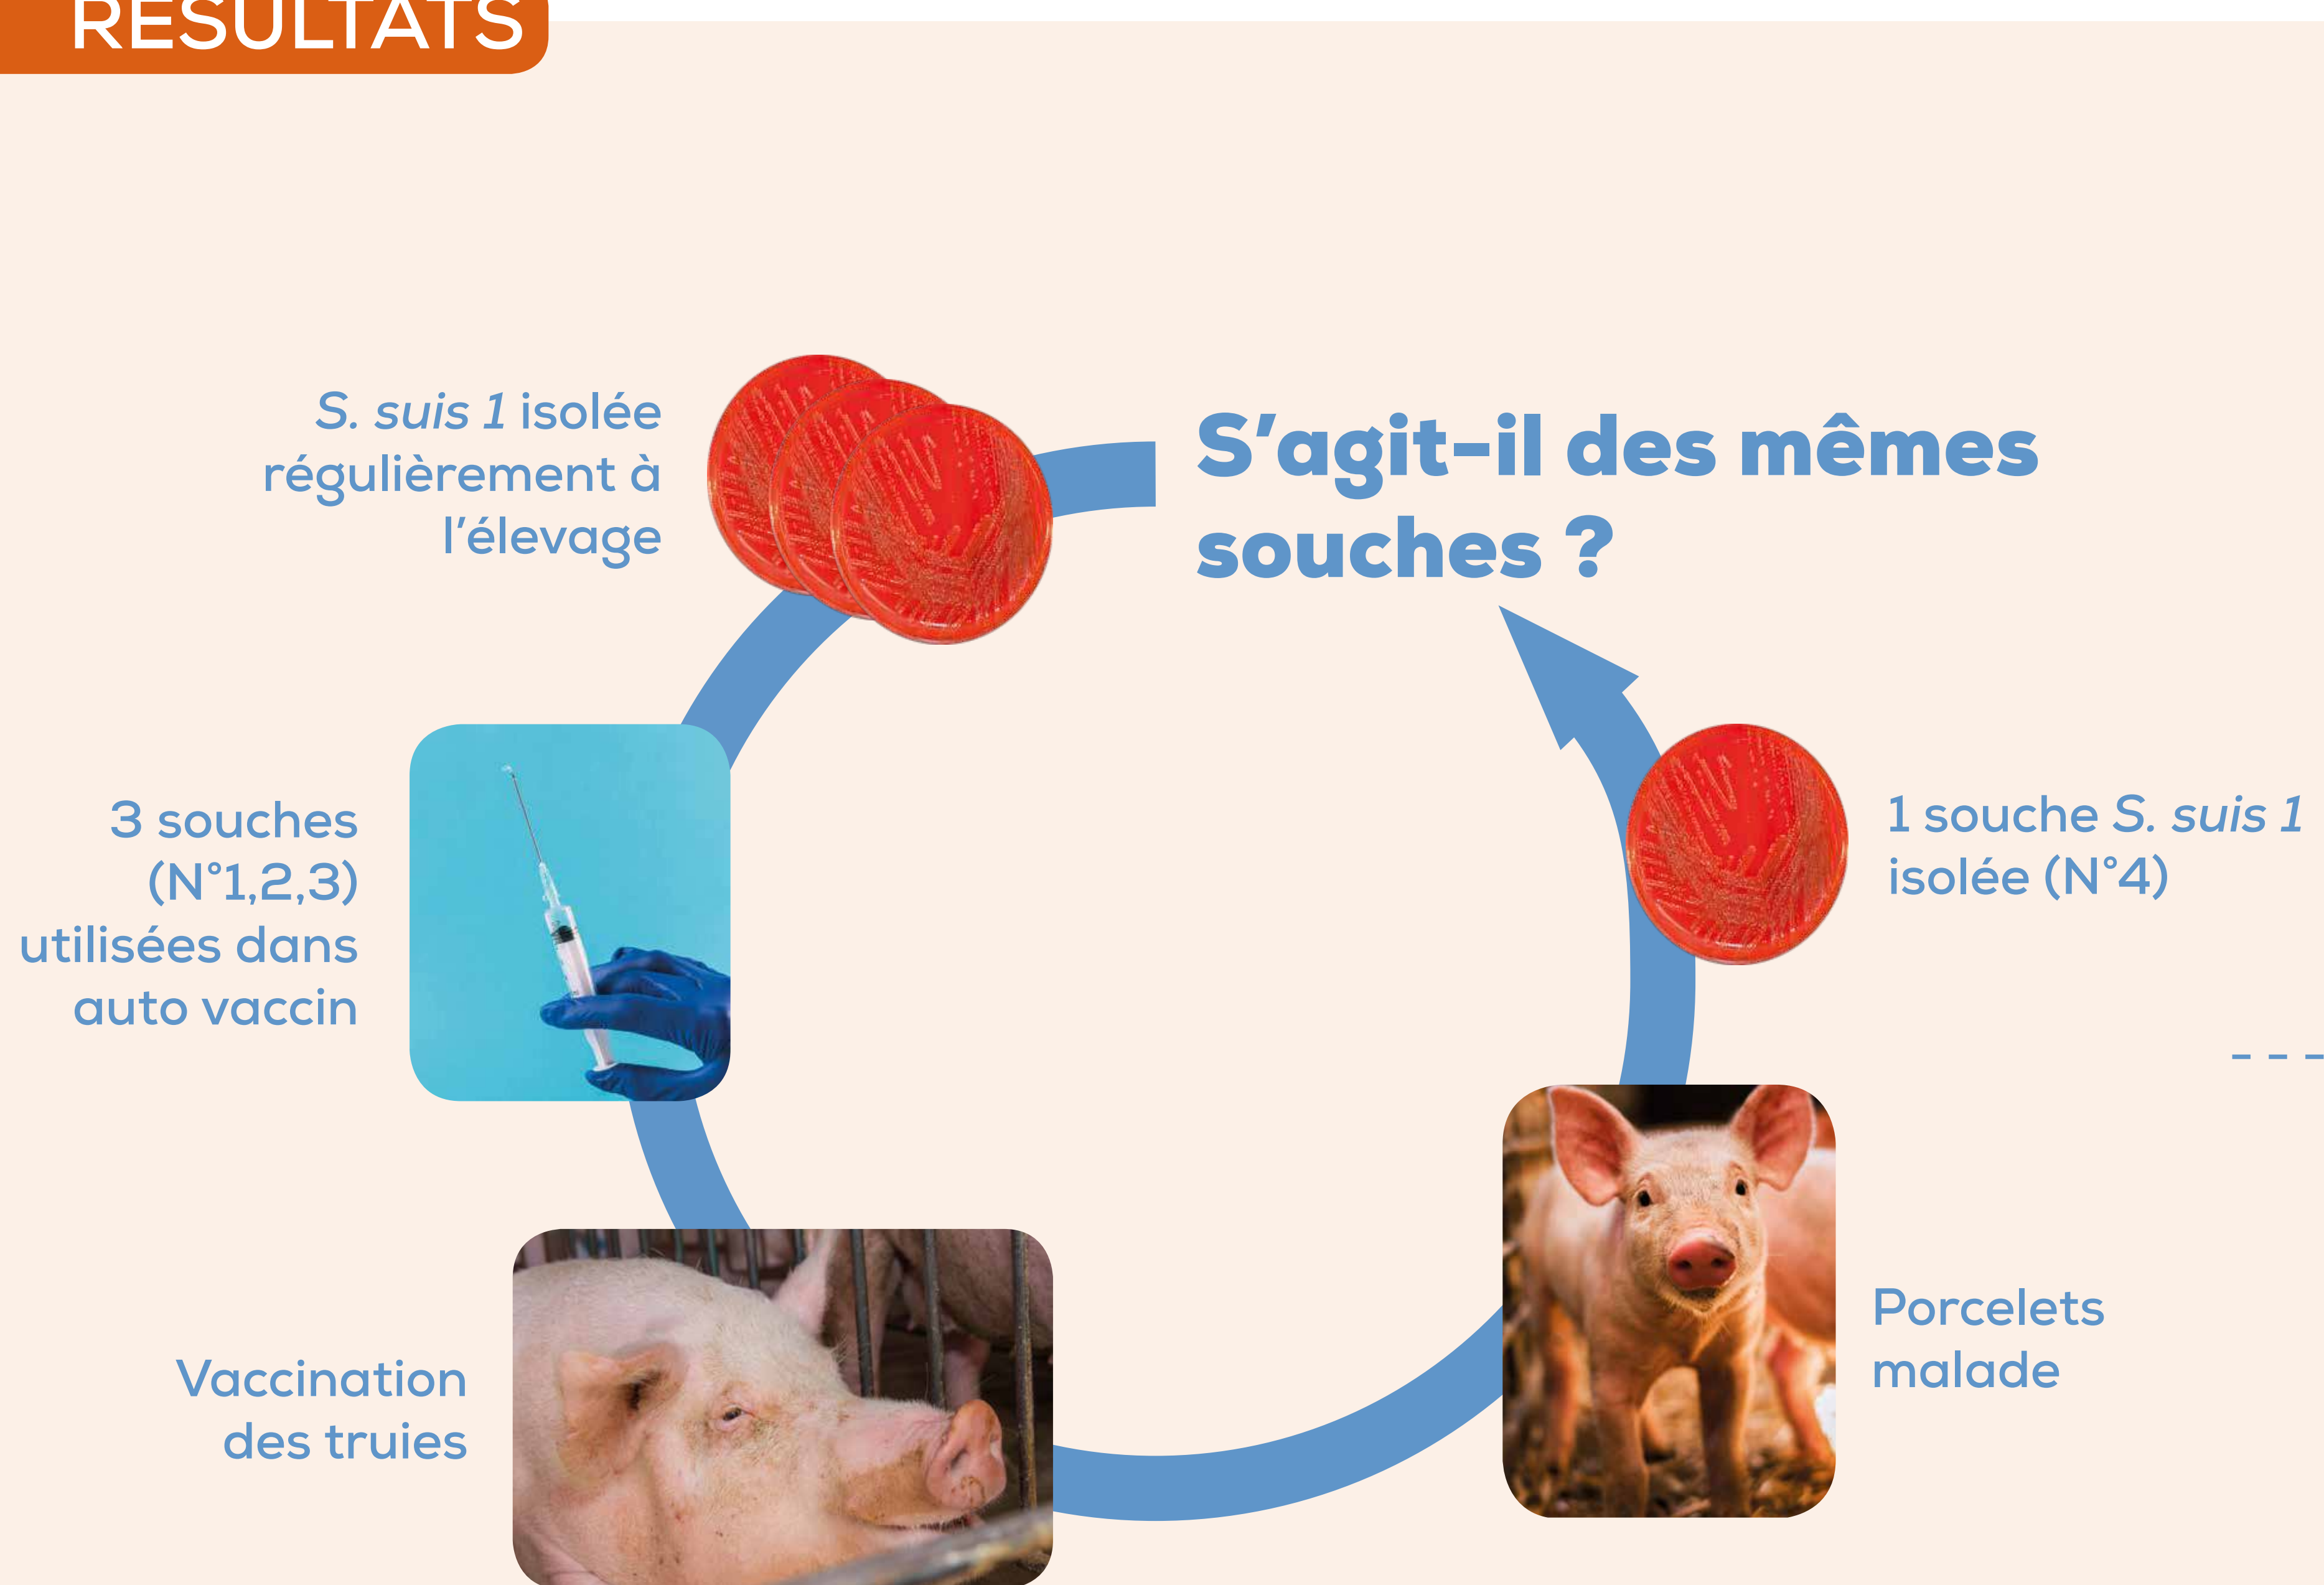 RÉSULTATS
S. suis 1 isolée
régulièrement à
l'élevage
S'agit-il des mêmes
souches ?
3 souches
(N°1,2,3)
utilisées dans
auto vaccin
1 souche S. suis 1
isolée (N°4)
Vaccination
des truies
Porcelets
malade